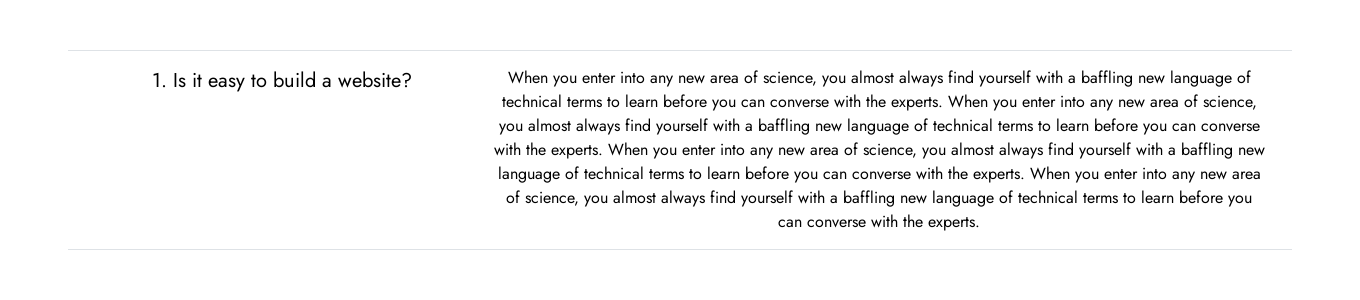 1. Is it easy to build a website?
When you enter into any new area of science, you almost always find yourself with a baffling new language of
technical terms to learn before you can converse with the experts. When you enter into any new area of science,
you almost always find yourself with a baffling new language of technical terms to learn before you can converse
with the experts. When you enter into any new area of science, you almost always find yourself with a baffling new
language of technical terms to learn before you can converse with the experts. When you enter into any new area
of science, you almost always find yourself with a baffling new language of technical terms to learn before you
can converse with the experts.